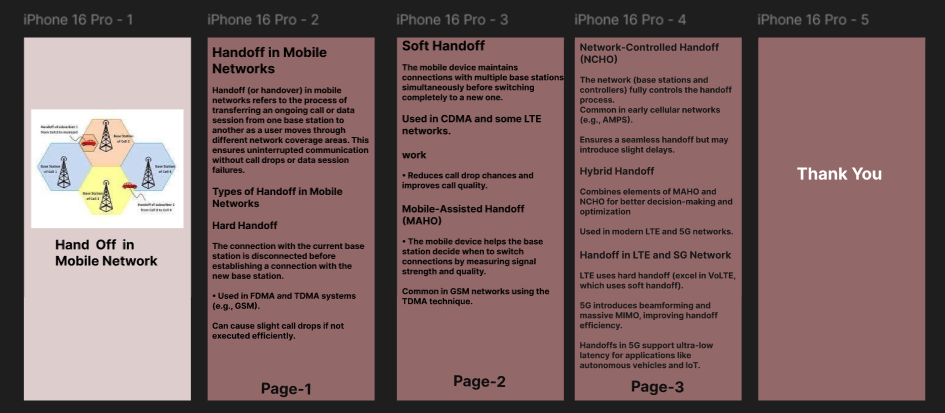 iPhone 16 Pro - 1
Handoff of subscriber 1
from Cell 2 to
Base Station
of Cell 2
Base Station
of Cell 1
Base Station
of Cell
Base Station
of Cell
Handoff of subscriber 2
from Cell 3 to Cell 4
Hand Off in
Mobile Network
iPhone 16 Pro - 2
Handoff in Mobile
Networks
Handoff (or handover) in mobile
networks refers to the process of
transferring an ongoing call or data
session from one base station to
another as a user moves through
different network coverage areas. This
ensures uninterrupted communication
without call drops or data session
failures.
Types of Handoff in Mobile
Networks
Hard Handoff
The connection with the current base
station is disconnected before
establishing a connection with the
new base station.
• Used in FDMA and TDMA systems
(e.g., GSM).
Can cause slight call drops if not
executed efficiently.
Page-1
iPhone 16 Pro - 3
Soft Handoff
The mobile device maintains
connections with multiple base stations
simultaneously before switching
completely to a new one.
Used in CDMA and some LTE
networks.
work
• Reduces call drop chances and
improves call quality.
Mobile-Assisted Handoff
(MAHO)
• The mobile device helps the base
station decide when to switch
connections by measuring signal
strength and quality.
Common in GSM networks using the
TDMA technique.
Page-2
iPhone 16 Pro - 4
Network-Controlled Handoff
(NCHO)
The network (base stations and
controllers) fully controls the handoff
process.
Common in early cellular networks
(e.g., AMPS).
Ensures a seamless handoff but may
introduce slight delays.
Hybrid Handoff
Combines elements of MAHO and
NCHO for better decision-making and
optimization
Used in modern LTE and 5G networks.
Handoff in LTE and SG Network
LTE uses hard handoff (excel in VoLTE,
which uses soft handoff).
5G introduces beamforming and
massive MIMO, improving handoff
efficiency.
Handoffs in 5G support ultra-low
latency for applications like
autonomous vehicles and IoT.
Page-3
iPhone 16 Pro - 5
Thank You